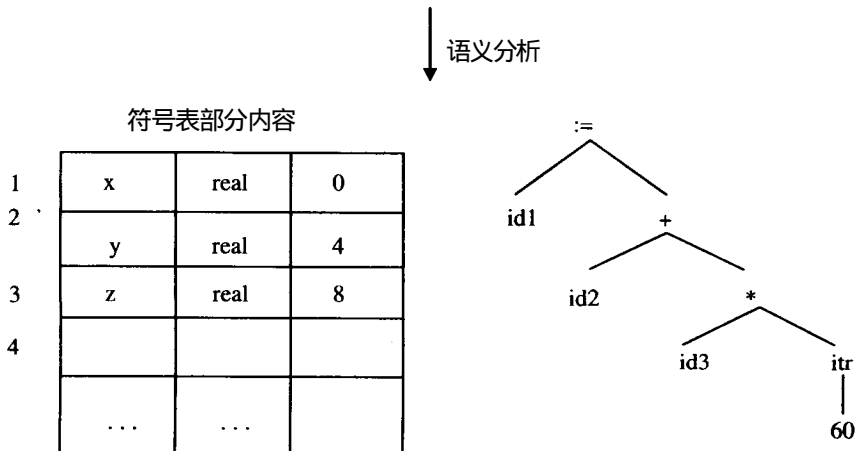 语义分析
符号表部分内容
1 x real 0
2 y real 4
3 z real 8
4
... ...
:=
id1 +
id2 *
id3 itr
60